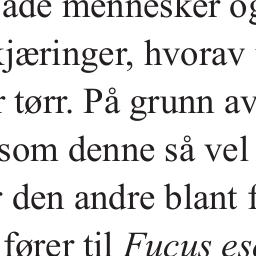 åde mennesker og
kjæringer, hvorav
tørr. På grunn av
som denne så vel
den andre blant
fører til Fucus es